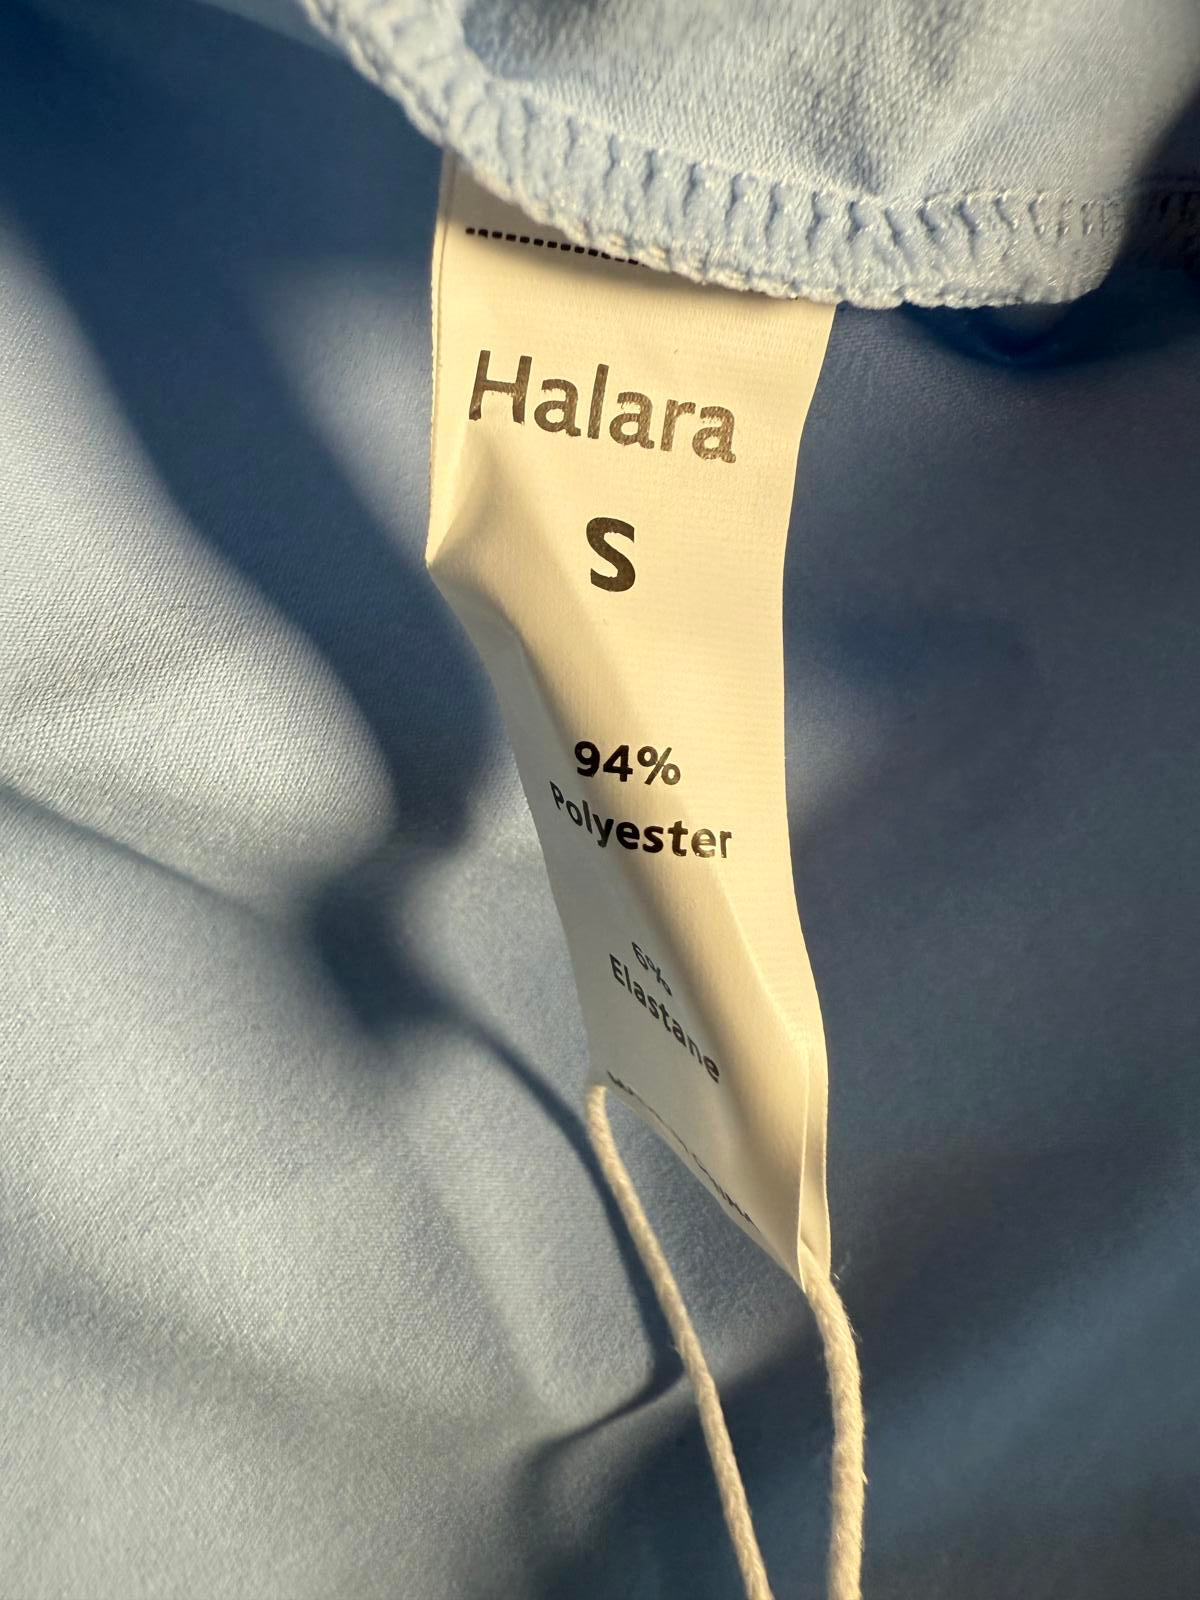 Halara
S
94%
Polyester
6%
Elastane